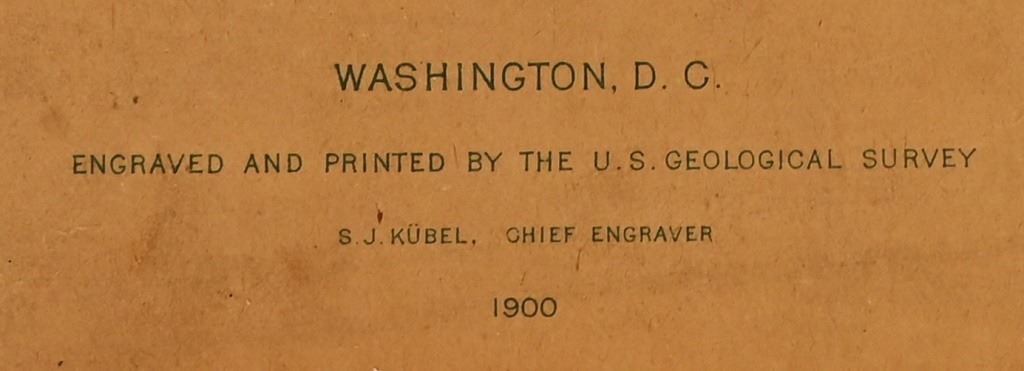 WASHINGTON, D. C.
ENGRAVED AND PRINTED BY THE U.S. GEOLOGICAL SURVEY
S. J. KÜBEL, CHIEF ENGRAVER
1900